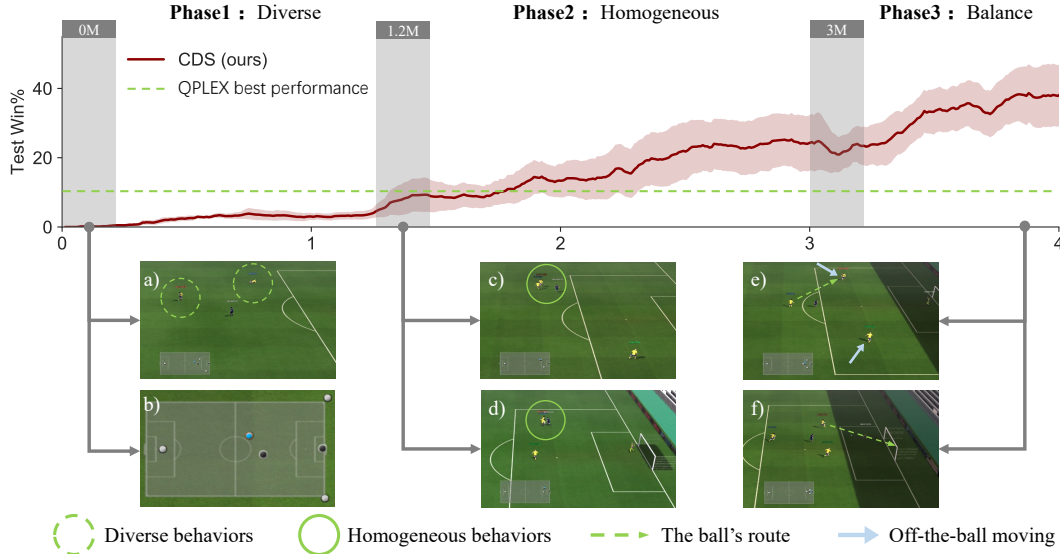 Phase1 : Diverse
Phase2 : Homogeneous
Phase3 : Balance
0M
1.2M
3M
CDS (ours)
QPLEX best performance
Test Win%
40
20
0
0
1
2
3
4
a)
c)
e)
b)
d)
f)
Diverse behaviors
Homogeneous behaviors
The ball's route
Off-the-ball moving